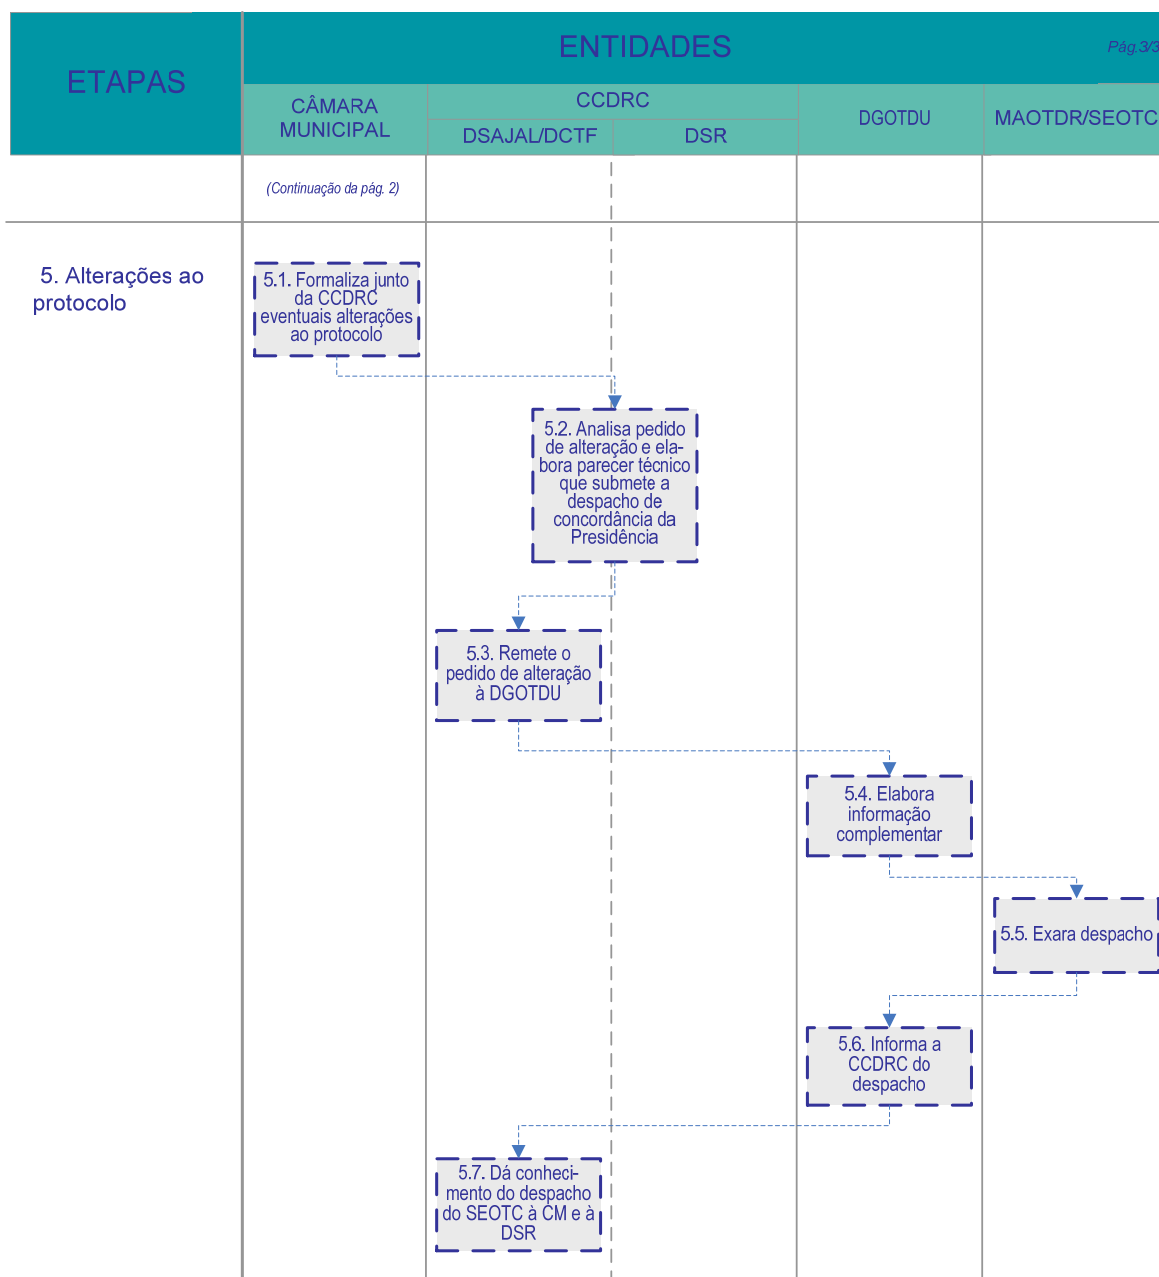 ETAPAS
ENTIDADES
Pág.3/3
CÂMARA
MUNICIPAL
CCDRC
DSAJAL/DCTF
DSR
DGOTDU
MAOTDR/SEOTC
(Continuação da pág. 2)
5. Alterações ao
protocolo
5.1. Formaliza junto
da CCDRC
eventuais alterações
ao protocolo
5.2. Analisa pedido
de alteração e ela-
bora parecer técnico
que submete a
despacho de
concordância da
Presidência
5.3. Remete o
pedido de alteração
à DGOTDU
5.4. Elabora
informação
complementar
5.5. Exara despacho
5.6. Informa a
CCDRC do
despacho
5.7. Dá conheci-
mento do despacho
do SEOTC à CM e à
DSR